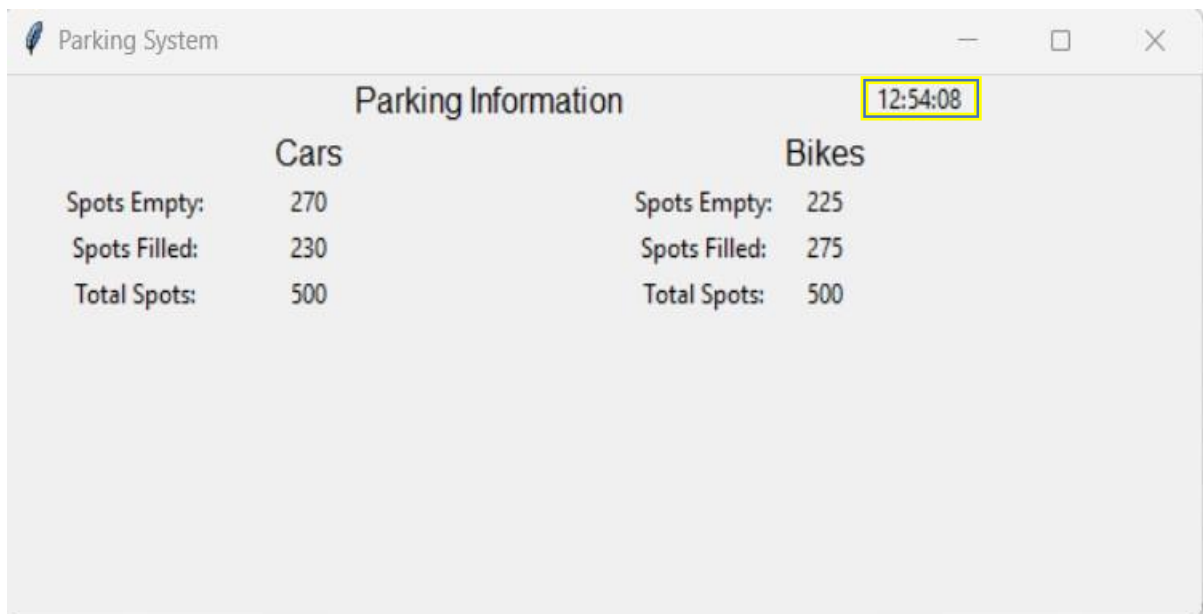 Parking System
Parking Information 12:54:08
Cars Bikes
Spots Empty: 270 Spots Empty: 225
Spots Filled: 230 Spots Filled: 275
Total Spots: 500 Total Spots: 500